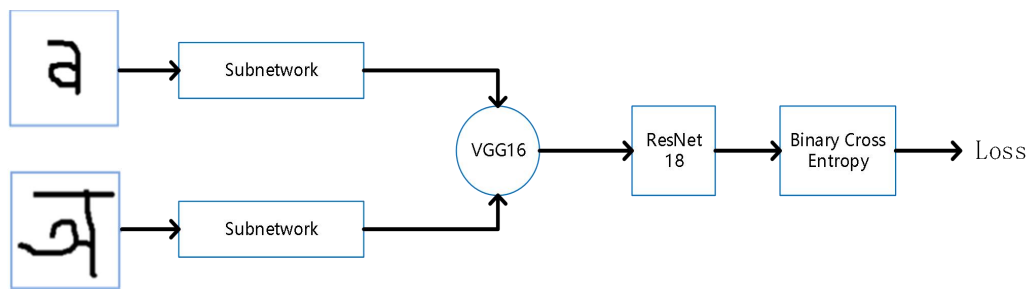 Subnetwork
Subnetwork
VGG16
ResNet
18
Binary Cross
Entropy
Loss